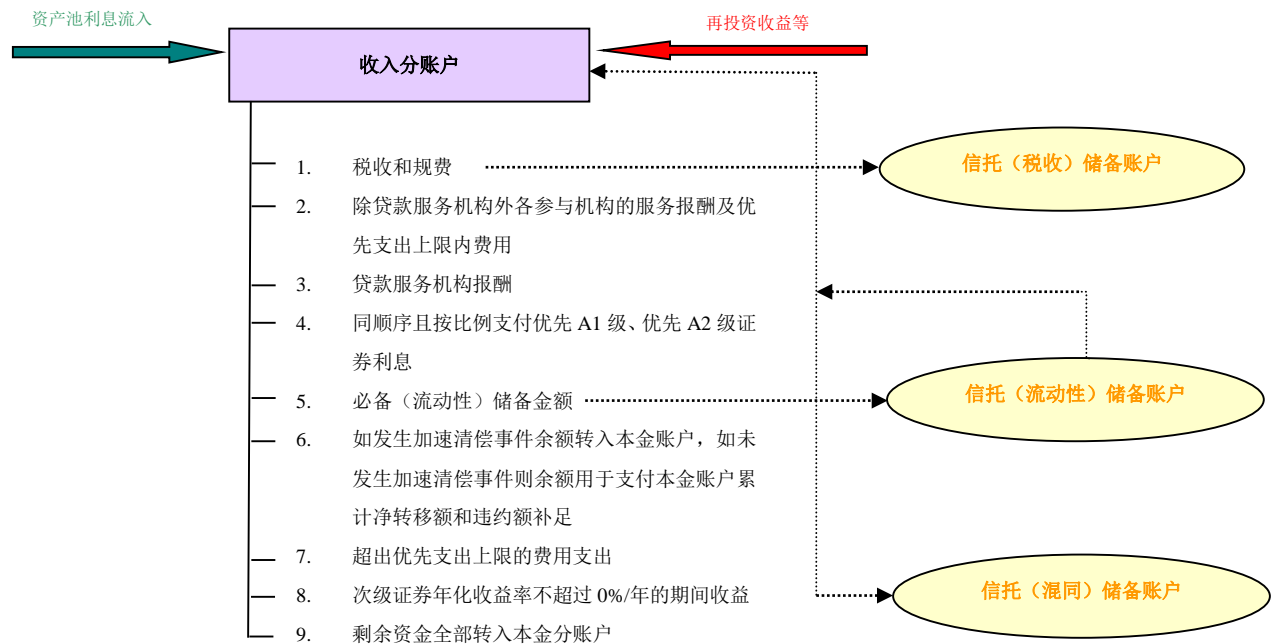 资产池利息流入
再投资收益等
收入分账户
1. 税收和规费
信托（税收）储备账户
2. 除贷款服务机构外各参与机构的服务报酬及优
先支出上限内费用
3. 贷款服务机构报酬
4. 同顺序且按比例支付优先 A1 级、优先 A2 级证
券利息
5. 必备（流动性）储备金额
信托（流动性）储备账户
6. 如发生加速清偿事件余额转入本金账户，如未
发生加速清偿事件则余额用于支付本金账户累
计净转移额和违约额补足
7. 超出优先支出上限的费用支出
8. 次级证券年化收益率不超过 0%/年的期间收益
信托（混同）储备账户
9. 剩余资金全部转入本金分账户